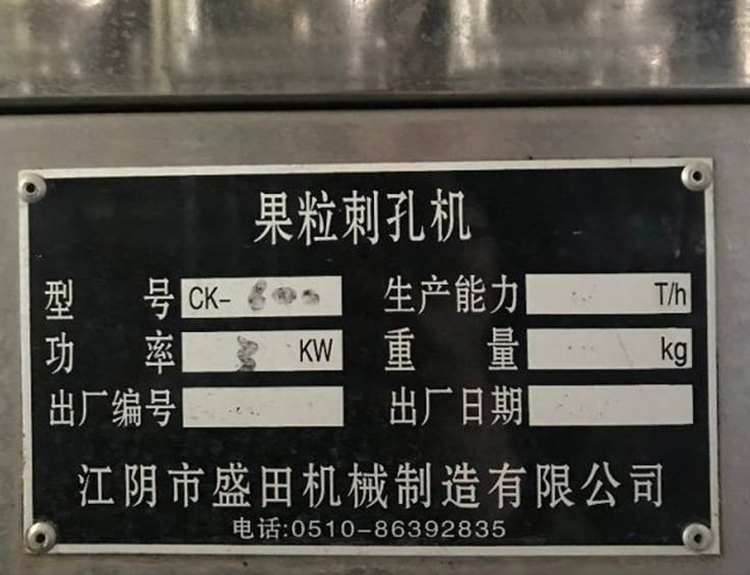 果粒刺孔机
型 号 CK-800 生产能力 T/h
功 率 3 KW 重 量 kg
出厂编号 出厂日期
江阴市盛田机械制造有限公司
电话:0510-86392835